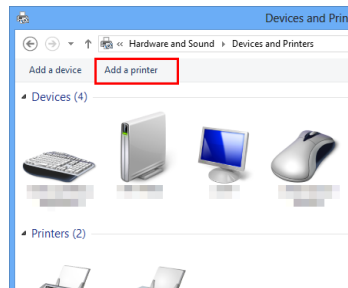 Devices and Prin
« Hardware and Sound ▸ Devices and Printers
Add a device Add a printer
Devices (4)
Printers (2)